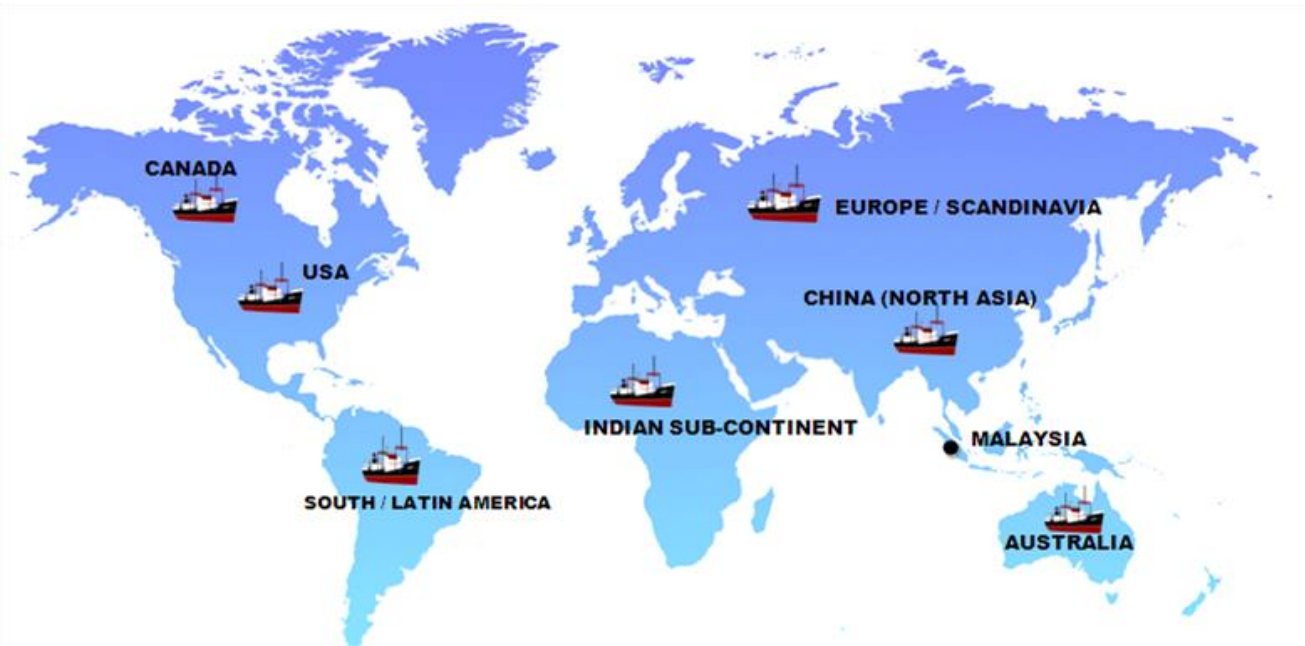 CANADA
EUROPE / SCANDINAVIA
USA
CHINA (NORTH ASIA)
INDIAN SUB-CONTINENT
MALAYSIA
SOUTH / LATIN AMERICA
AUSTRALIA